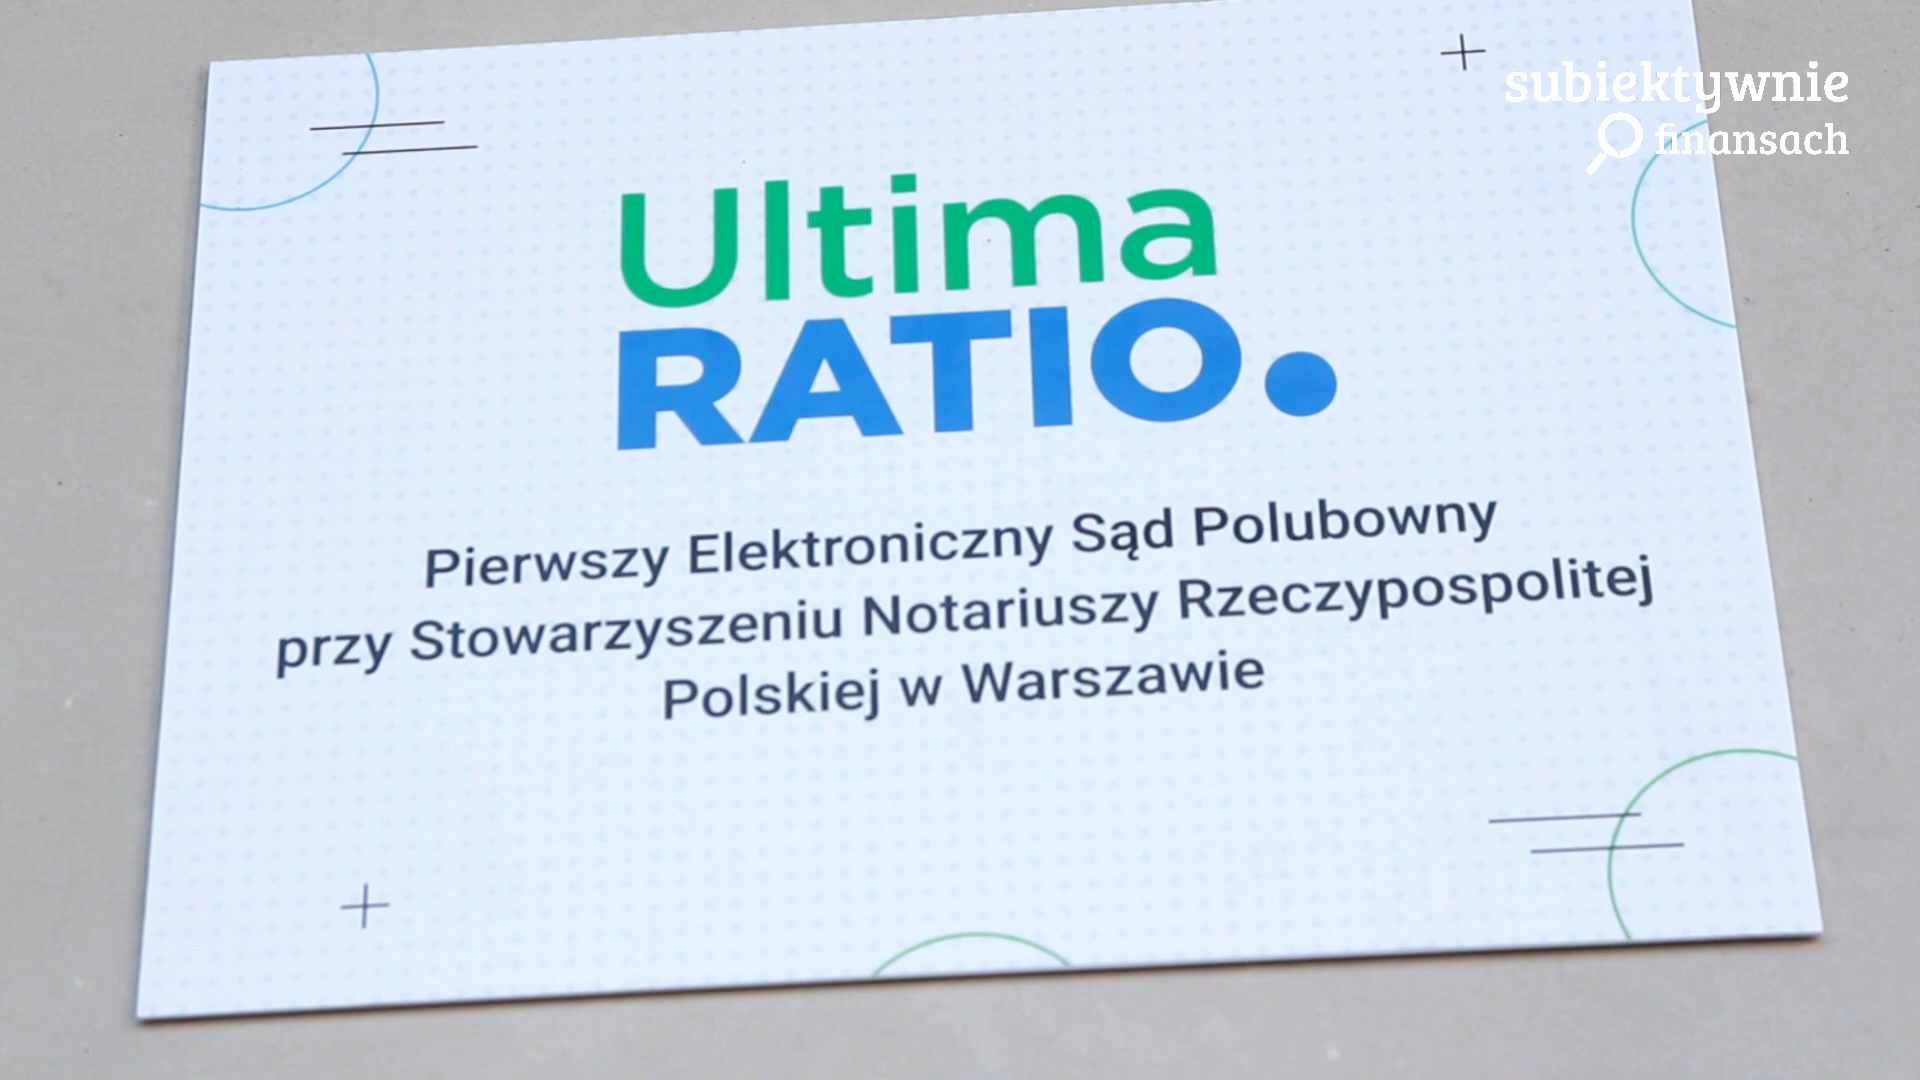 subiektywnie
finansach
Ultima
RATIO.
Pierwszy Elektroniczny Sąd Polubowny
przy Stowarzyszeniu Notariuszy Rzeczypospolitej
Polskiej w Warszawie